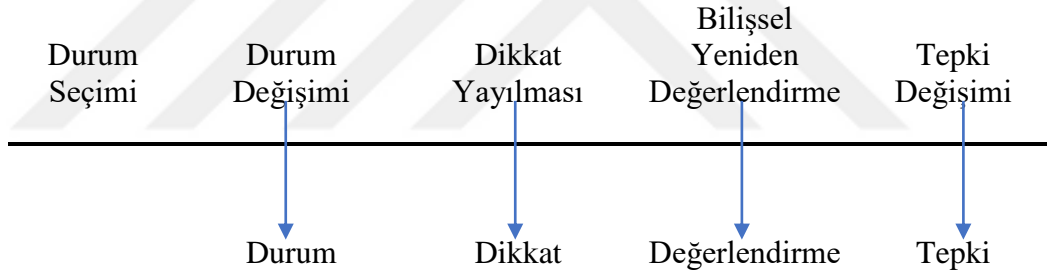 Durum Seçimi
Durum Değişimi
Dikkat Yayılması
Bilişsel Yeniden Değerlendirme
Tepki Değişimi
Durum
Dikkat
Değerlendirme
Tepki